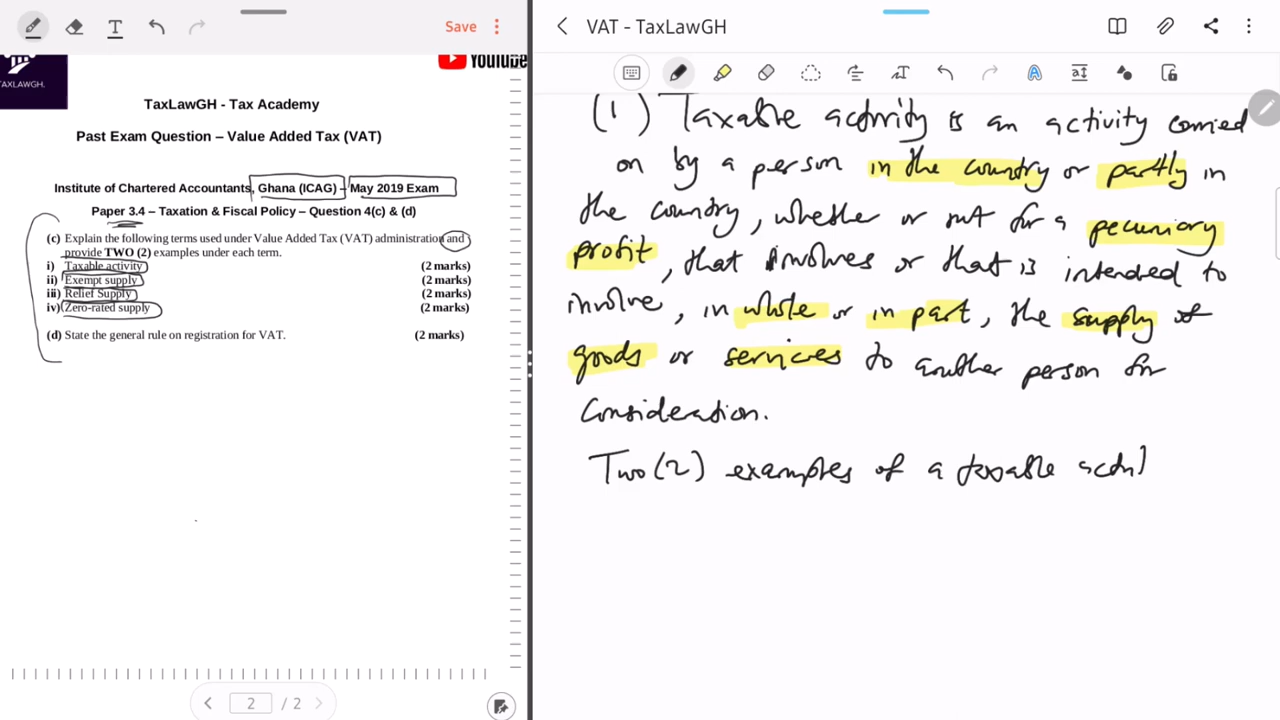 Save
TAXLAWGH.
YouTube
TaxLawGH - Tax Academy
Past Exam Question – Value Added Tax (VAT)
Institute of Chartered Accountants, Ghana (ICAG) – May 2019 Exam
Paper 3.4 – Taxation & Fiscal Policy – Question 4(c) & (d)
(c) Explain the following terms used under Value Added Tax (VAT) administration and
provide TWO (2) examples under each term.
i) Taxable activity (2 marks)
ii) Exempt supply (2 marks)
iii) Relief Supply (2 marks)
iv) Zero-rated supply (2 marks)
(d) State the general rule on registration for VAT. (2 marks)
2 / 2
VAT - TaxLawGH
(1) Taxable activity is an activity carried
on by a person in the country or partly in
the country, whether or not for a pecuniary
profit, that involves or that is intended to
involve, in whole or in part, the supply of
goods or services to another person for
Consideration.
Two (2) examples of a taxable